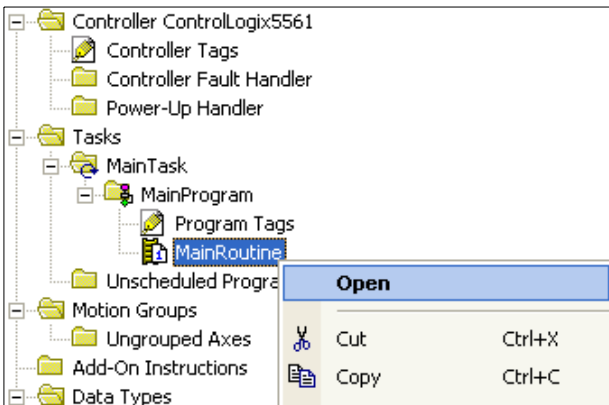 Controller ControlLogix5561
Controller Tags
Controller Fault Handler
Power-Up Handler
Tasks
MainTask
MainProgram
Program Tags
MainRoutine
Unscheduled Progra
Open
Motion Groups
Ungrouped Axes
Cut Ctrl+X
Add-On Instructions
Copy Ctrl+C
Data Types